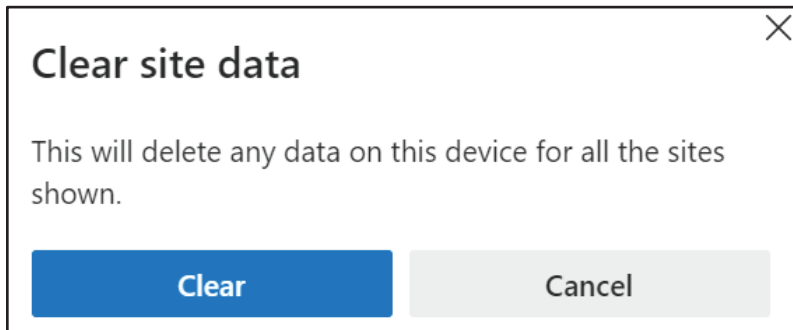 Clear site data
This will delete any data on this device for all the sites
shown.
Clear
Cancel